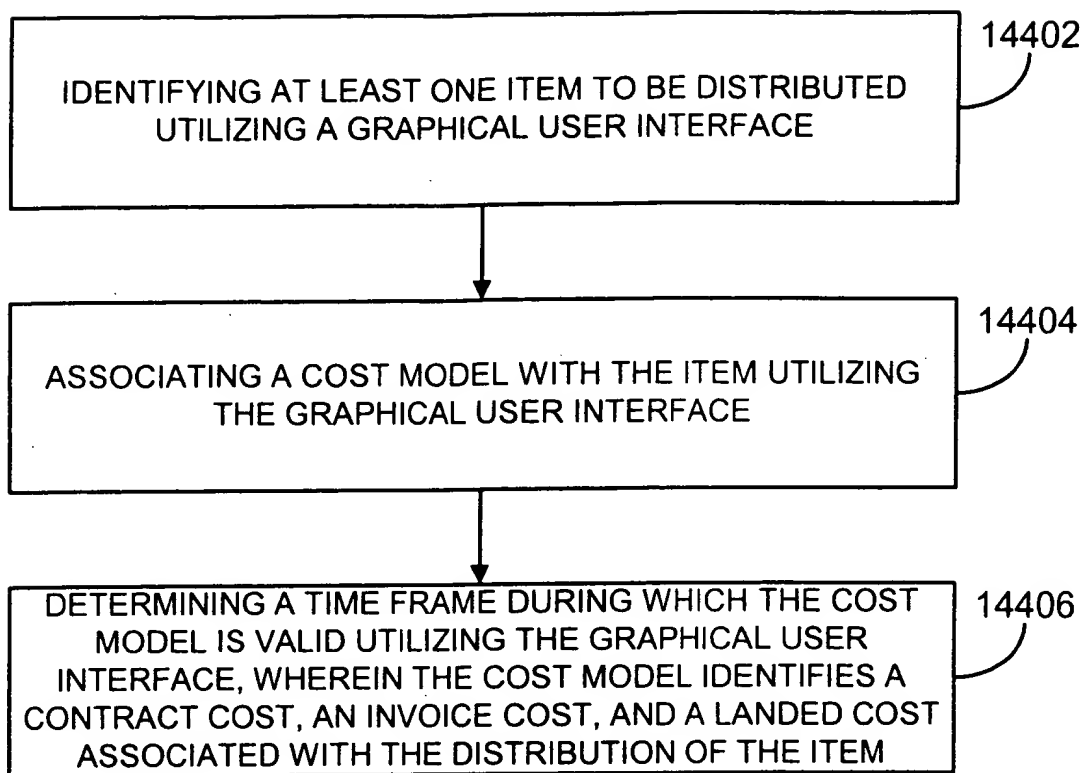 14402
IDENTIFYING AT LEAST ONE ITEM TO BE DISTRIBUTED
UTILIZING A GRAPHICAL USER INTERFACE
14404
ASSOCIATING A COST MODEL WITH THE ITEM UTILIZING
THE GRAPHICAL USER INTERFACE
14406
DETERMINING A TIME FRAME DURING WHICH THE COST
MODEL IS VALID UTILIZING THE GRAPHICAL USER
INTERFACE, WHEREIN THE COST MODEL IDENTIFIES A
CONTRACT COST, AN INVOICE COST, AND A LANDED COST
ASSOCIATED WITH THE DISTRIBUTION OF THE ITEM